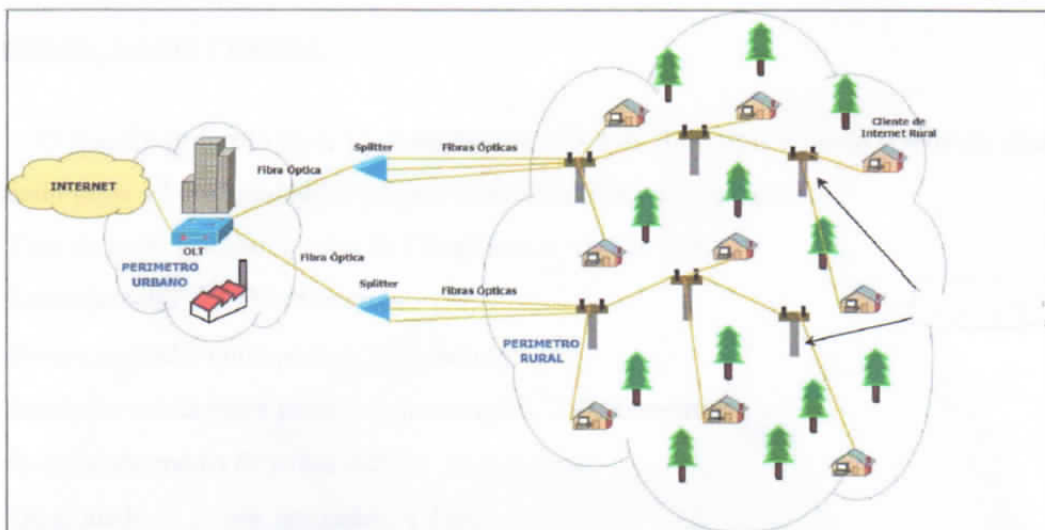 INTERNET
Fibra Óptica
OLT
PERIMETRO
URBANO
Fibra Óptica
Splitter
Fibras Ópticas
Splitter
Fibras Ópticas
PERIMETRO
RURAL
Cliente de
Internet Rural